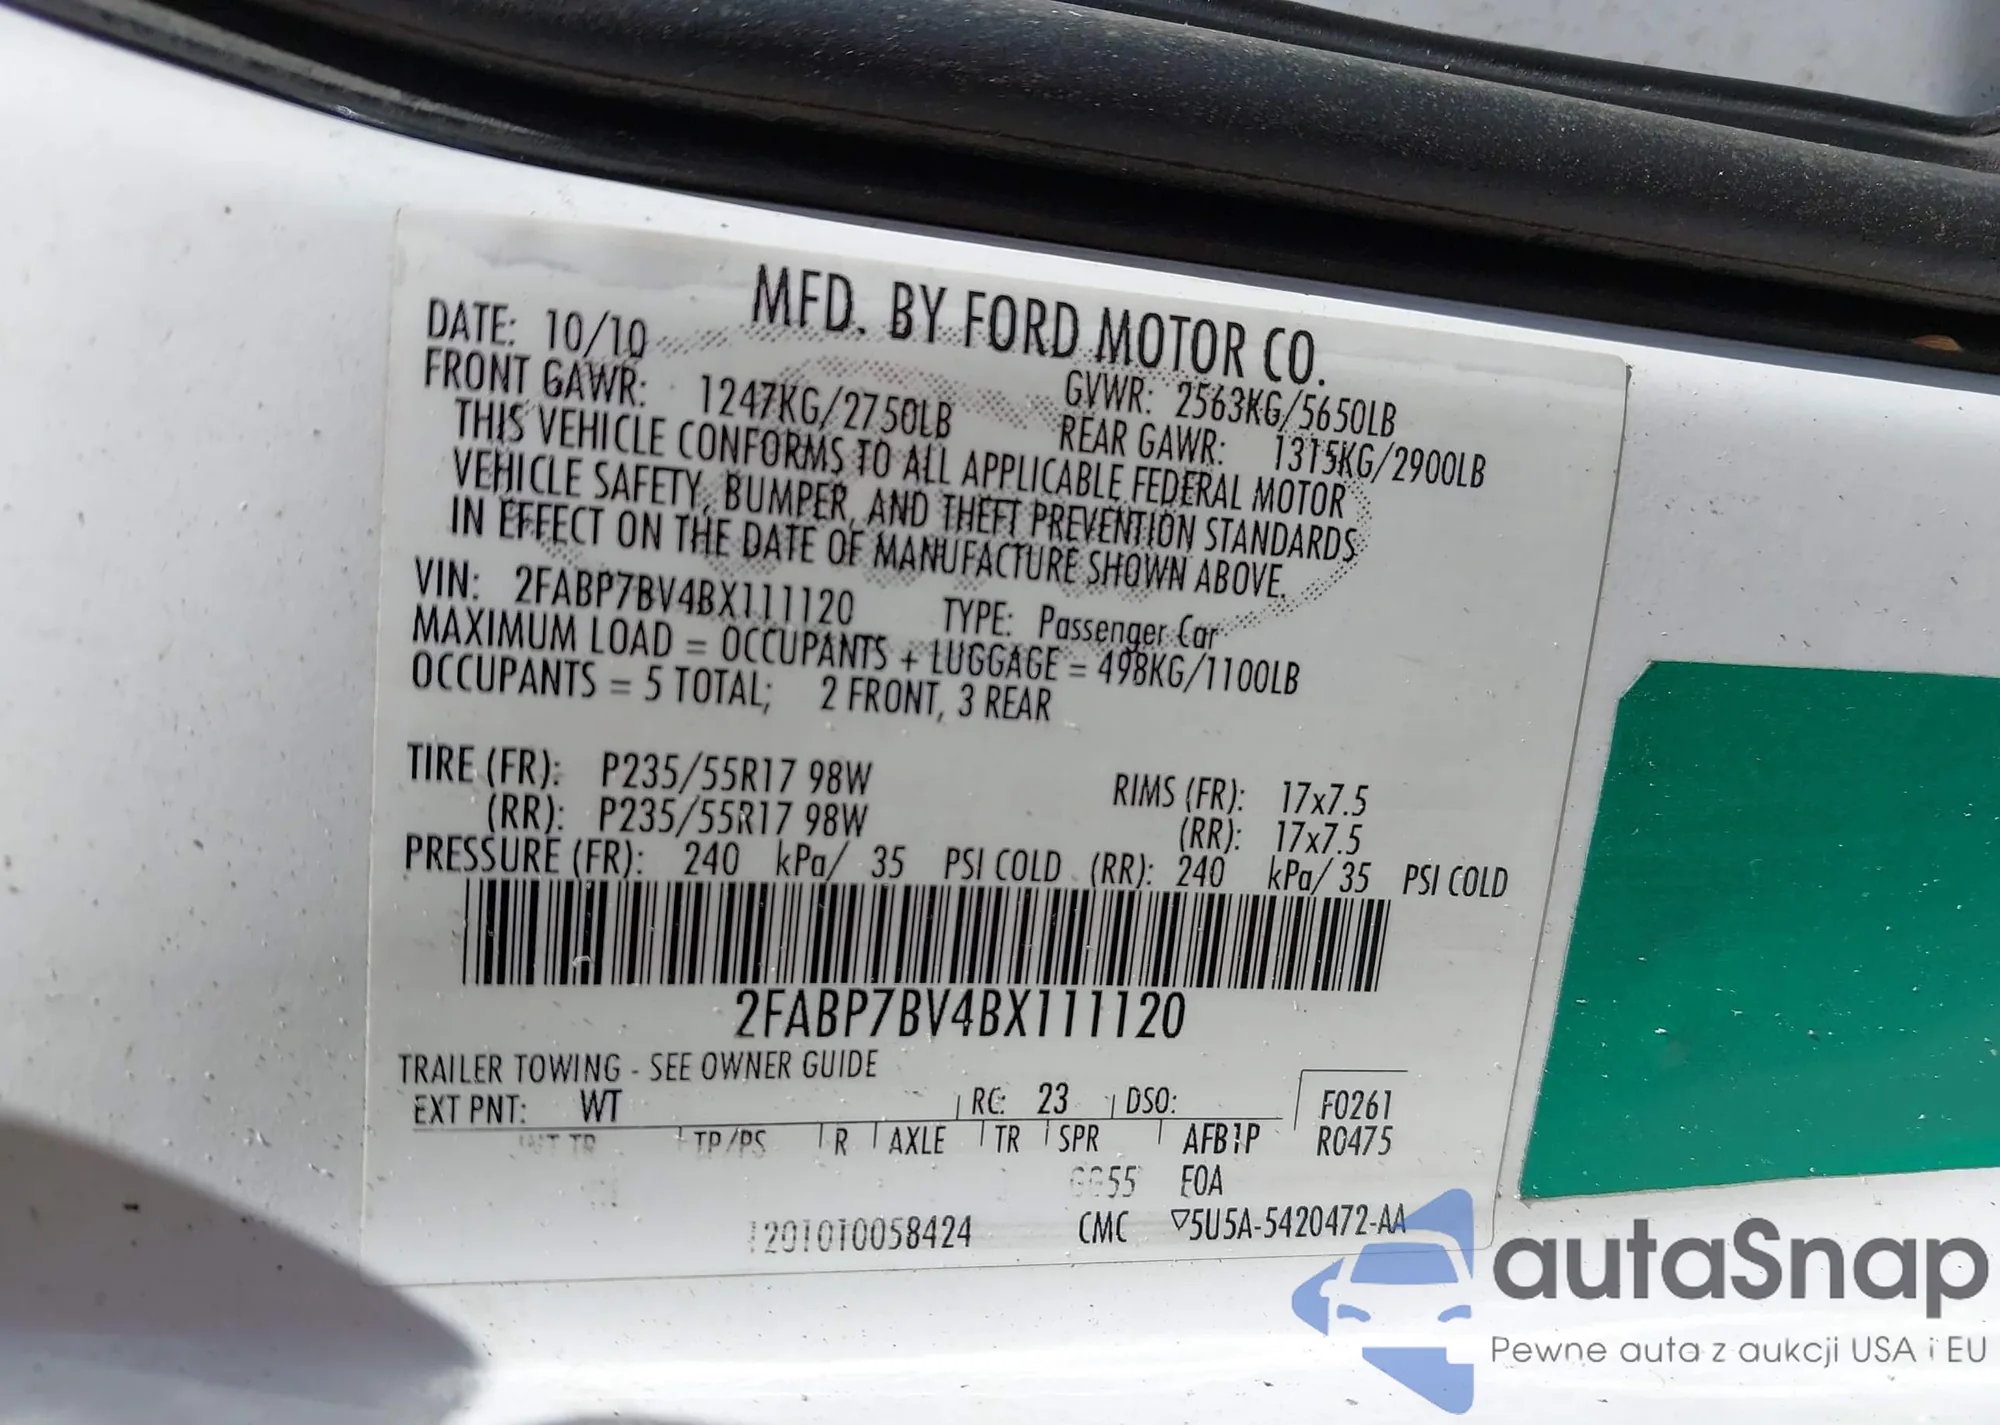 MFD. BY FORD MOTOR CO.
DATE: 10/10
GVWR: 2563KG/5650LB
FRONT GAWR: 1247KG/2750LB
REAR GAWR: 1315KG/2900LB
THIS VEHICLE CONFORMS TO ALL APPLICABLE FEDERAL MOTOR
VEHICLE SAFETY, BUMPER, AND THEFT PREVENTION STANDARDS
IN EFFECT ON THE DATE OF MANUFACTURE SHOWN ABOVE.
VIN: 2FABP7BV4BX111120 TYPE: Passenger Car
MAXIMUM LOAD = OCCUPANTS + LUGGAGE = 498KG/1100LB
OCCUPANTS = 5 TOTAL; 2 FRONT, 3 REAR
TIRE (FR): P235/55R17 98W RIMS (FR): 17x7.5
(RR): P235/55R17 98W (RR): 17x7.5
PRESSURE (FR): 240 kPa/ 35 PSI COLD (RR): 240 kPa/ 35 PSI COLD
2FABP7BV4BX111120
TRAILER TOWING - SEE OWNER GUIDE
EXT PNT: WT RC: 23 DSO: F0261
INT TR TP/PS R AXLE TR SPR AFB1P R0475
GG55 E0A
1201010058424 CMC ▽5U5A-5420472-AA
autaSnap
Pewne auta z aukcji USA i EU